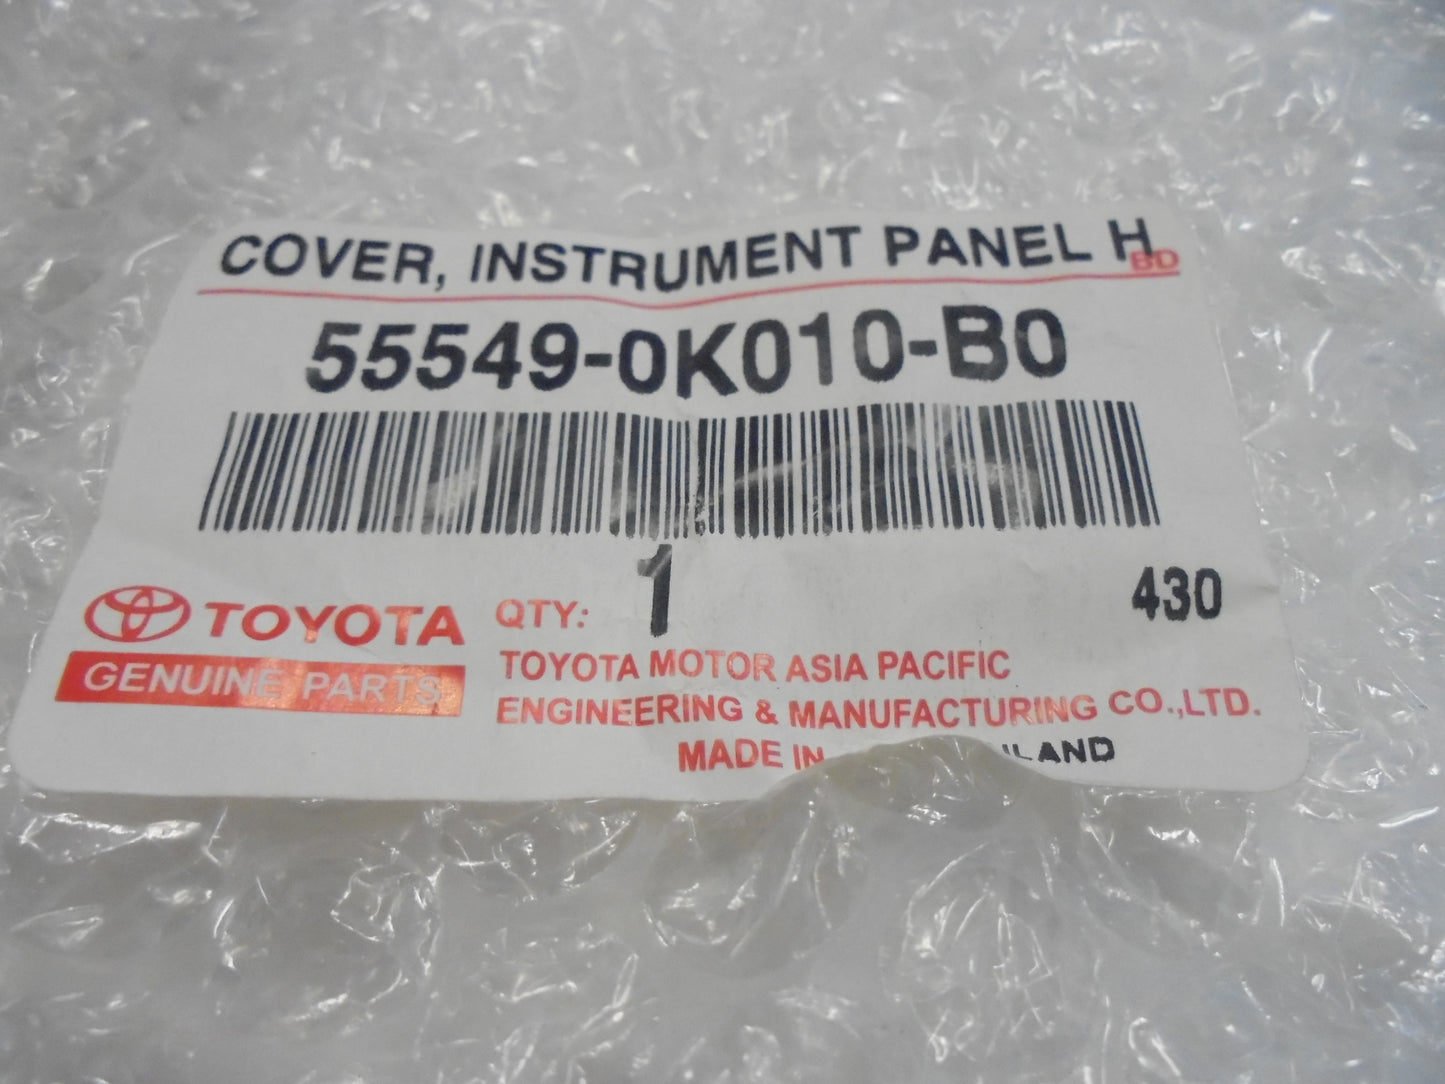 COVER, INSTRUMENT PANEL H
BD
55549-0K010-B0
1
430
TOYOTA
QTY:
GENUINE PARTS
TOYOTA MOTOR ASIA PACIFIC
ENGINEERING & MANUFACTURING CO.,LTD.
MADE IN